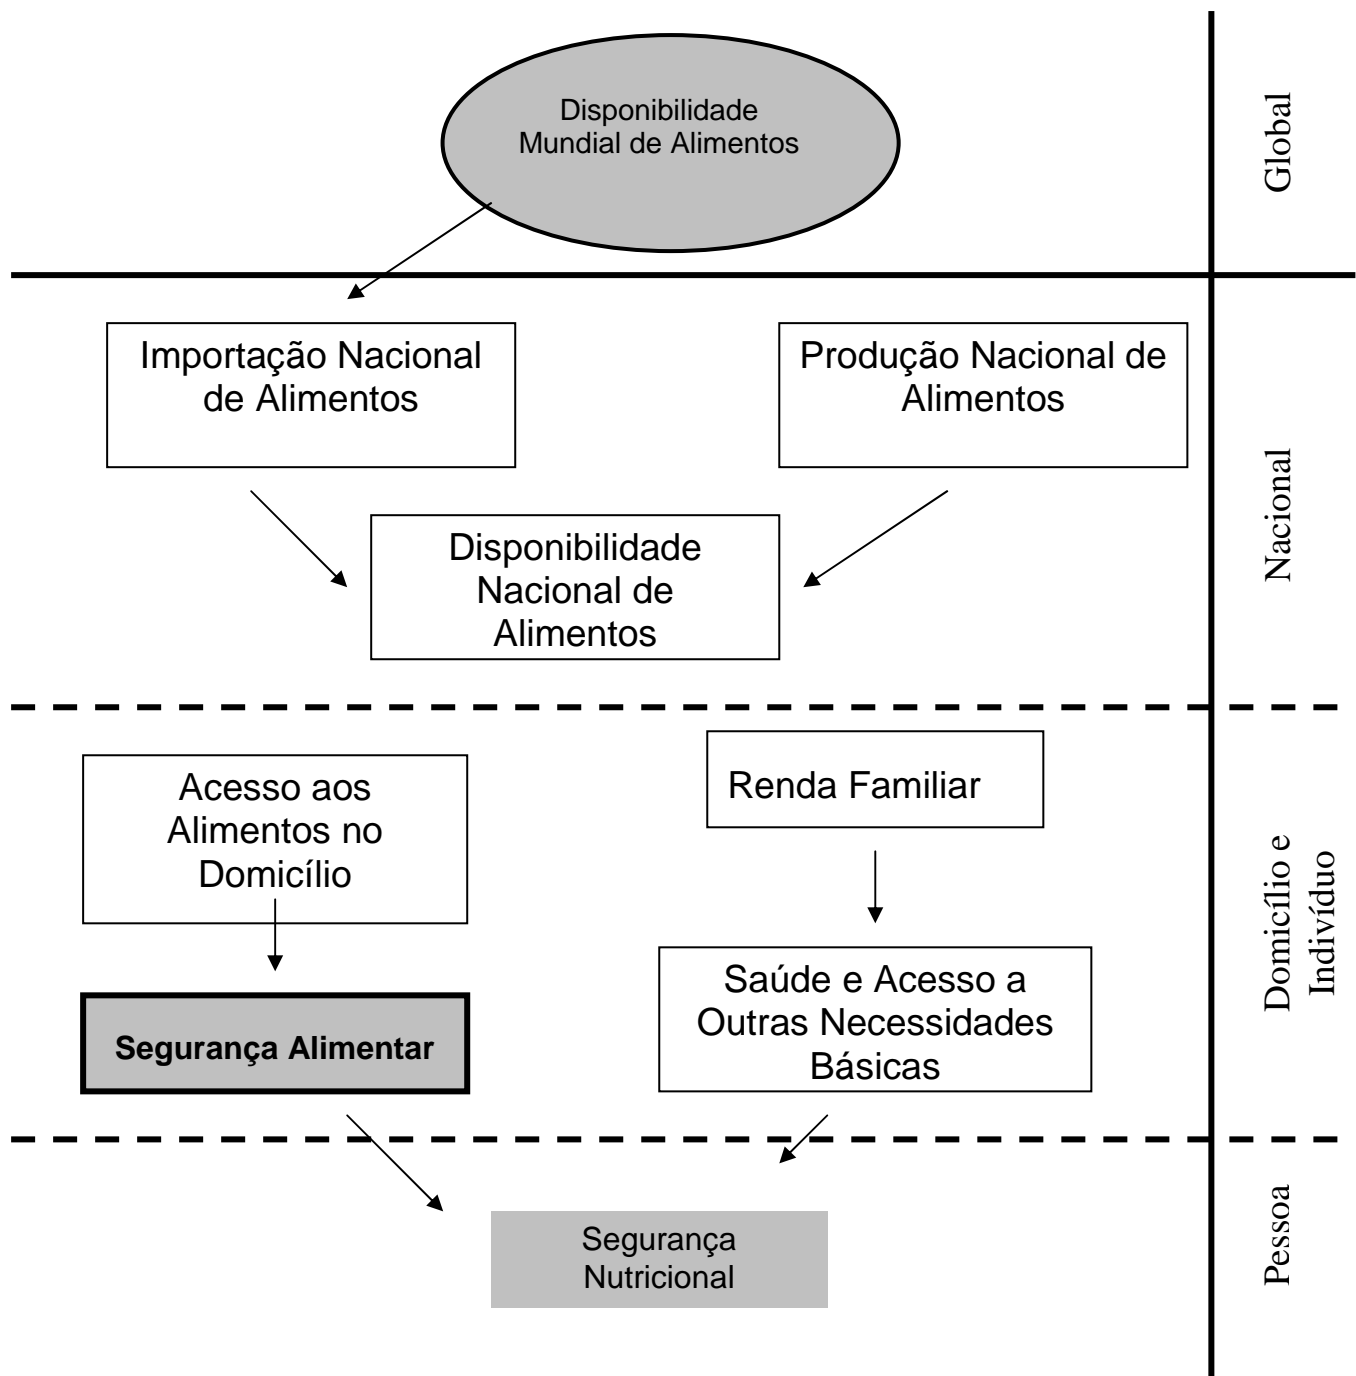 Disponibilidade
Mundial de Alimentos
Global
Importação Nacional
de Alimentos
Produção Nacional de
Alimentos
Disponibilidade
Nacional de
Alimentos
Nacional
Acesso aos
Alimentos no
Domicílio
Renda Familiar
Segurança Alimentar
Saúde e Acesso a
Outras Necessidades
Básicas
Domicílio e
Indivíduo
Segurança
Nutricional
Pessoa